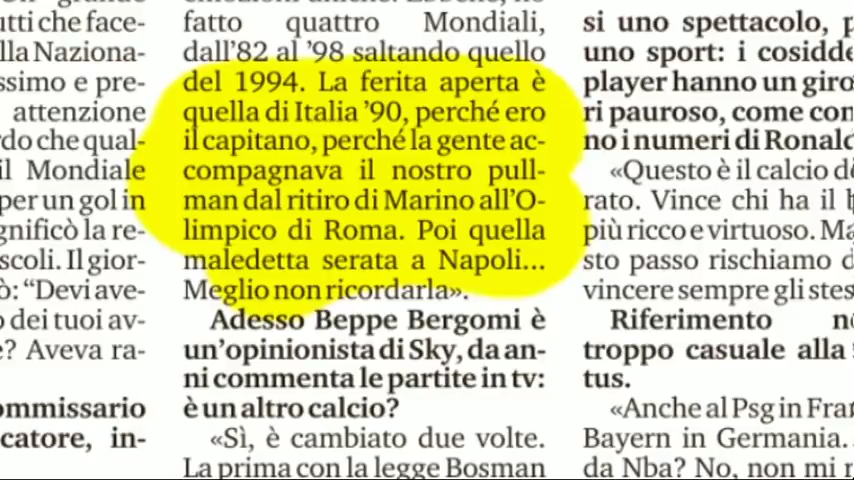 utti che face-
lla Naziona-
ssimo e pre-
attenzione
rdo che qual-
il Mondiale
per un gol in
gnificò la re-
scoli. Il gior-
ò: “Devi ave-
o dei tuoi av-
e? Aveva ra-
ommissario
catore, in-
fatto quattro Mondiali,
dall’82 al ’98 saltando quello
del 1994. La ferita aperta è
quella di Italia ’90, perché ero
il capitano, perché la gente ac-
compagnava il nostro pull-
man dal ritiro di Marino all’O-
limpico di Roma. Poi quella
maledetta serata a Napoli...
Meglio non ricordarla».
Adesso Beppe Bergomi è
un’opinionista di Sky, da an-
ni commenta le partite in tv:
è un altro calcio?
«Sì, è cambiato due volte.
La prima con la legge Bosman
si uno spettacolo, p
uno sport: i cosidde
player hanno un giro
ri pauroso, come con
no i numeri di Ronald
«Questo è il calcio de
rato. Vince chi ha il
più ricco e virtuoso. Ma
sto passo rischiamo d
vincere sempre gli stes
Riferimento
troppo casuale alla
tus.
«Anche al Psg in Fran
Bayern in Germania.
da Nba? No, non mi